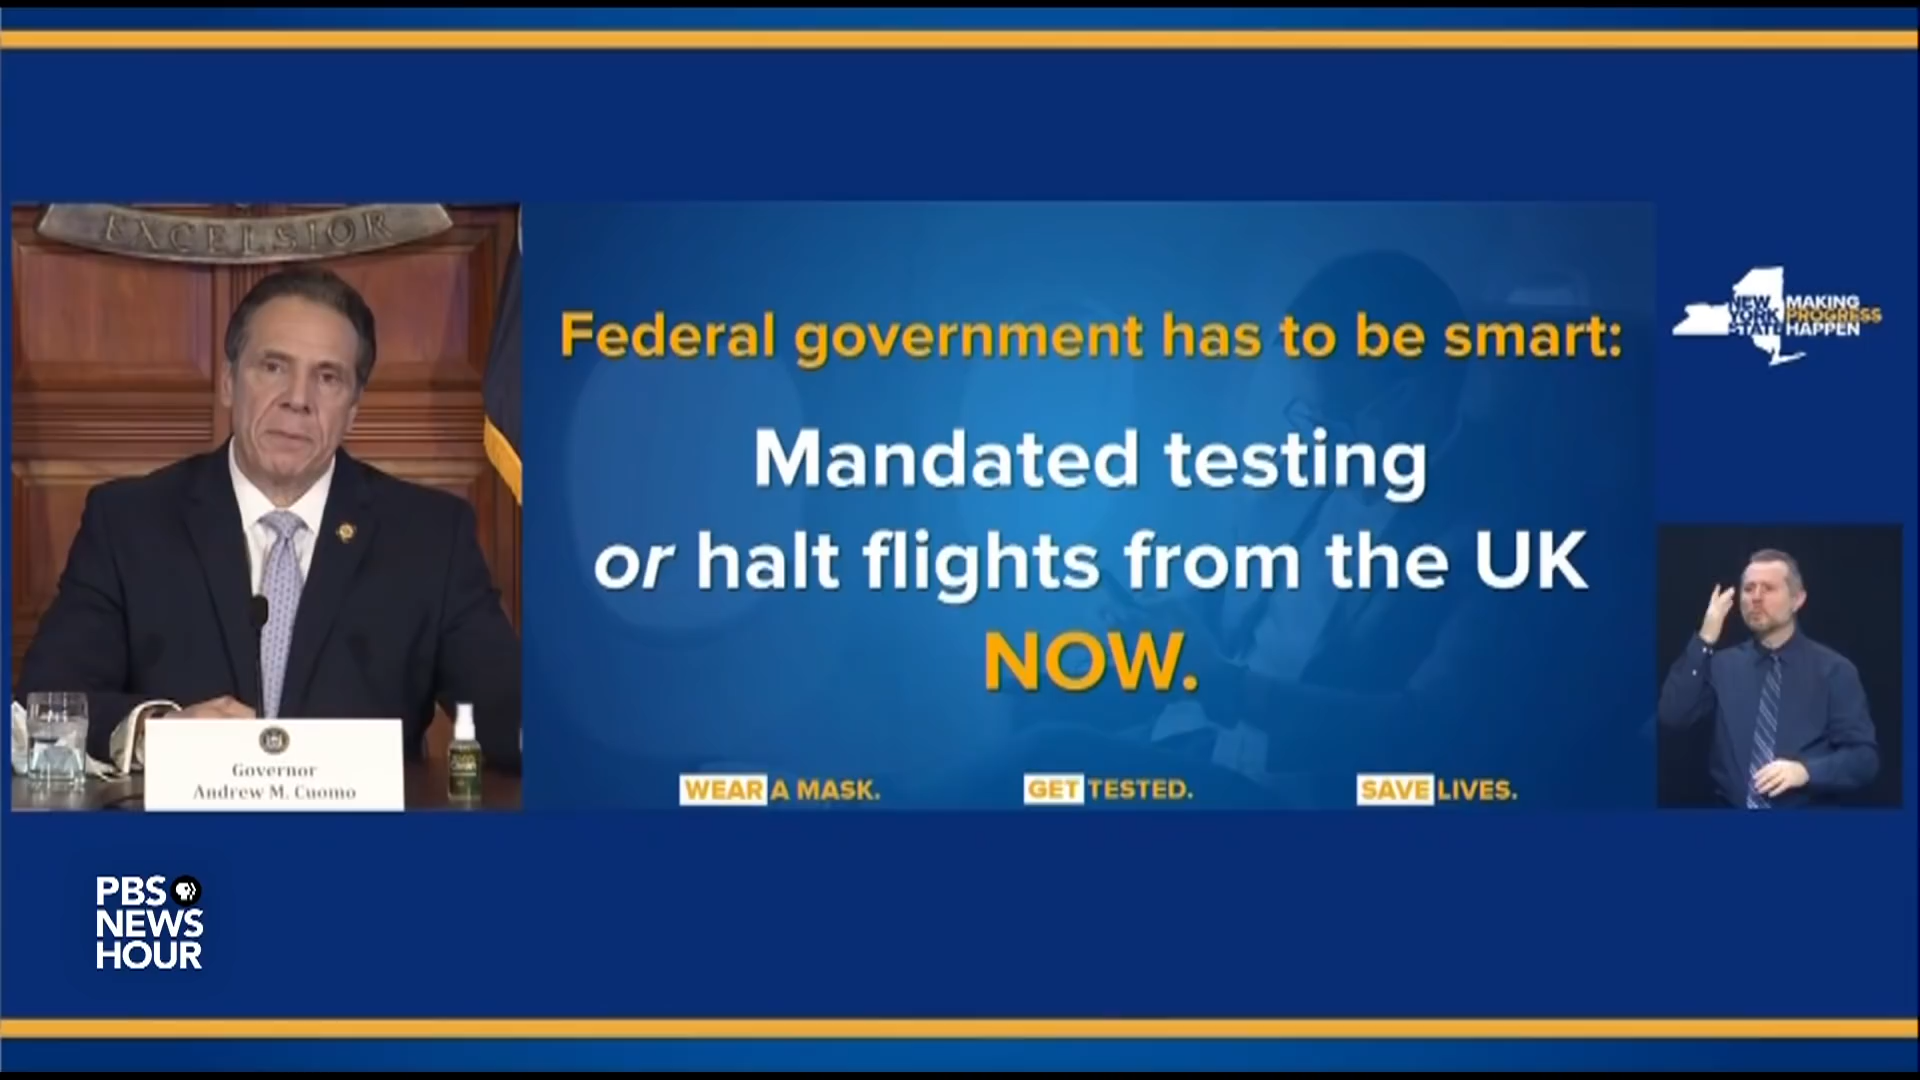 EXCELSIOR
Federal government has to be smart:
Mandated testing
or halt flights from the UK
NOW.
WEAR A MASK.
GET TESTED.
SAVE LIVES.
NEW
YORK
STATE
MAKING
PROGRESS
HAPPEN
Governor
Andrew M. Cuomo
PBS
NEWS
HOUR